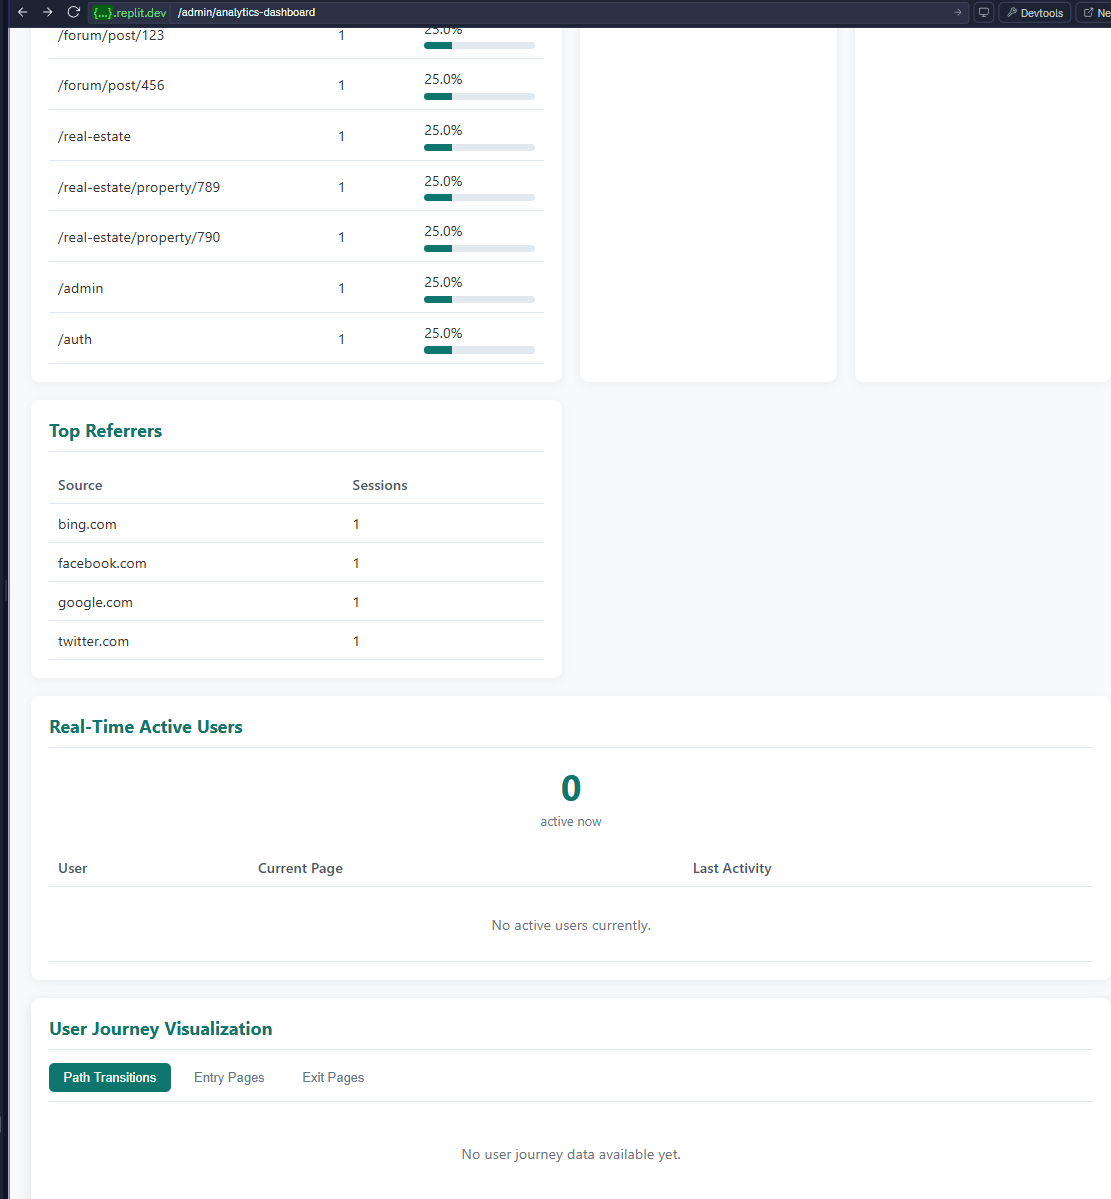 {...}.replit.dev /admin/analytics-dashboard Devtools Ne
/forum/post/123 1 25.0%
/forum/post/456 1 25.0%
/real-estate 1 25.0%
/real-estate/property/789 1 25.0%
/real-estate/property/790 1 25.0%
/admin 1 25.0%
/auth 1 25.0%
Top Referrers
Source Sessions
bing.com 1
facebook.com 1
google.com 1
twitter.com 1
Real-Time Active Users
0
active now
User Current Page Last Activity
No active users currently.
User Journey Visualization
Path Transitions Entry Pages Exit Pages
No user journey data available yet.